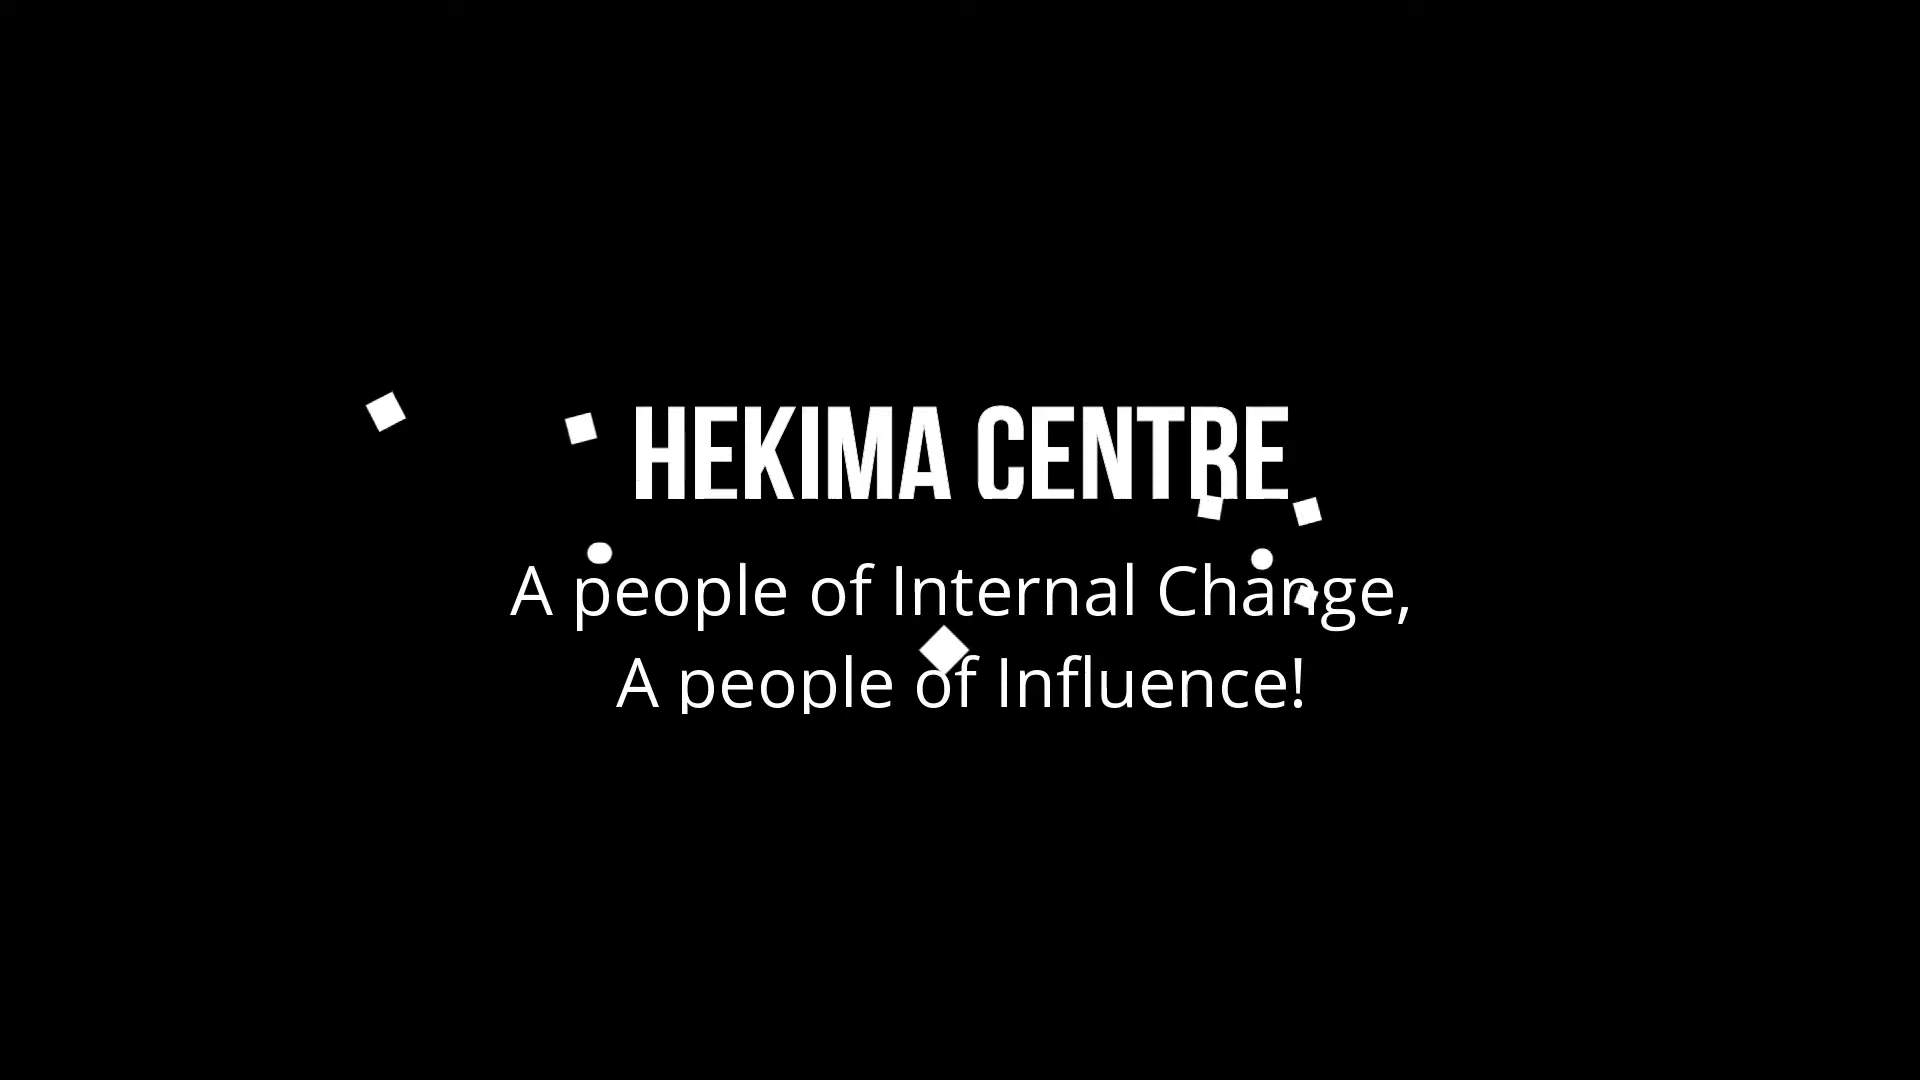 HEKIMA CENTRE
A people of Internal Change,
A people of Influence!